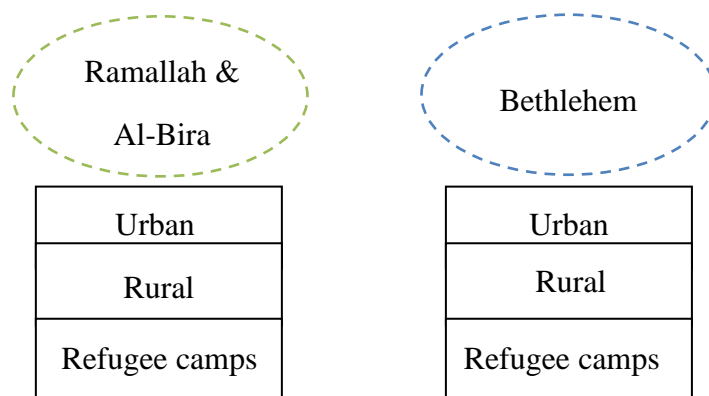 Ramallah &
Al-Bira
Urban
Rural
Refugee camps
Bethlehem
Urban
Rural
Refugee camps